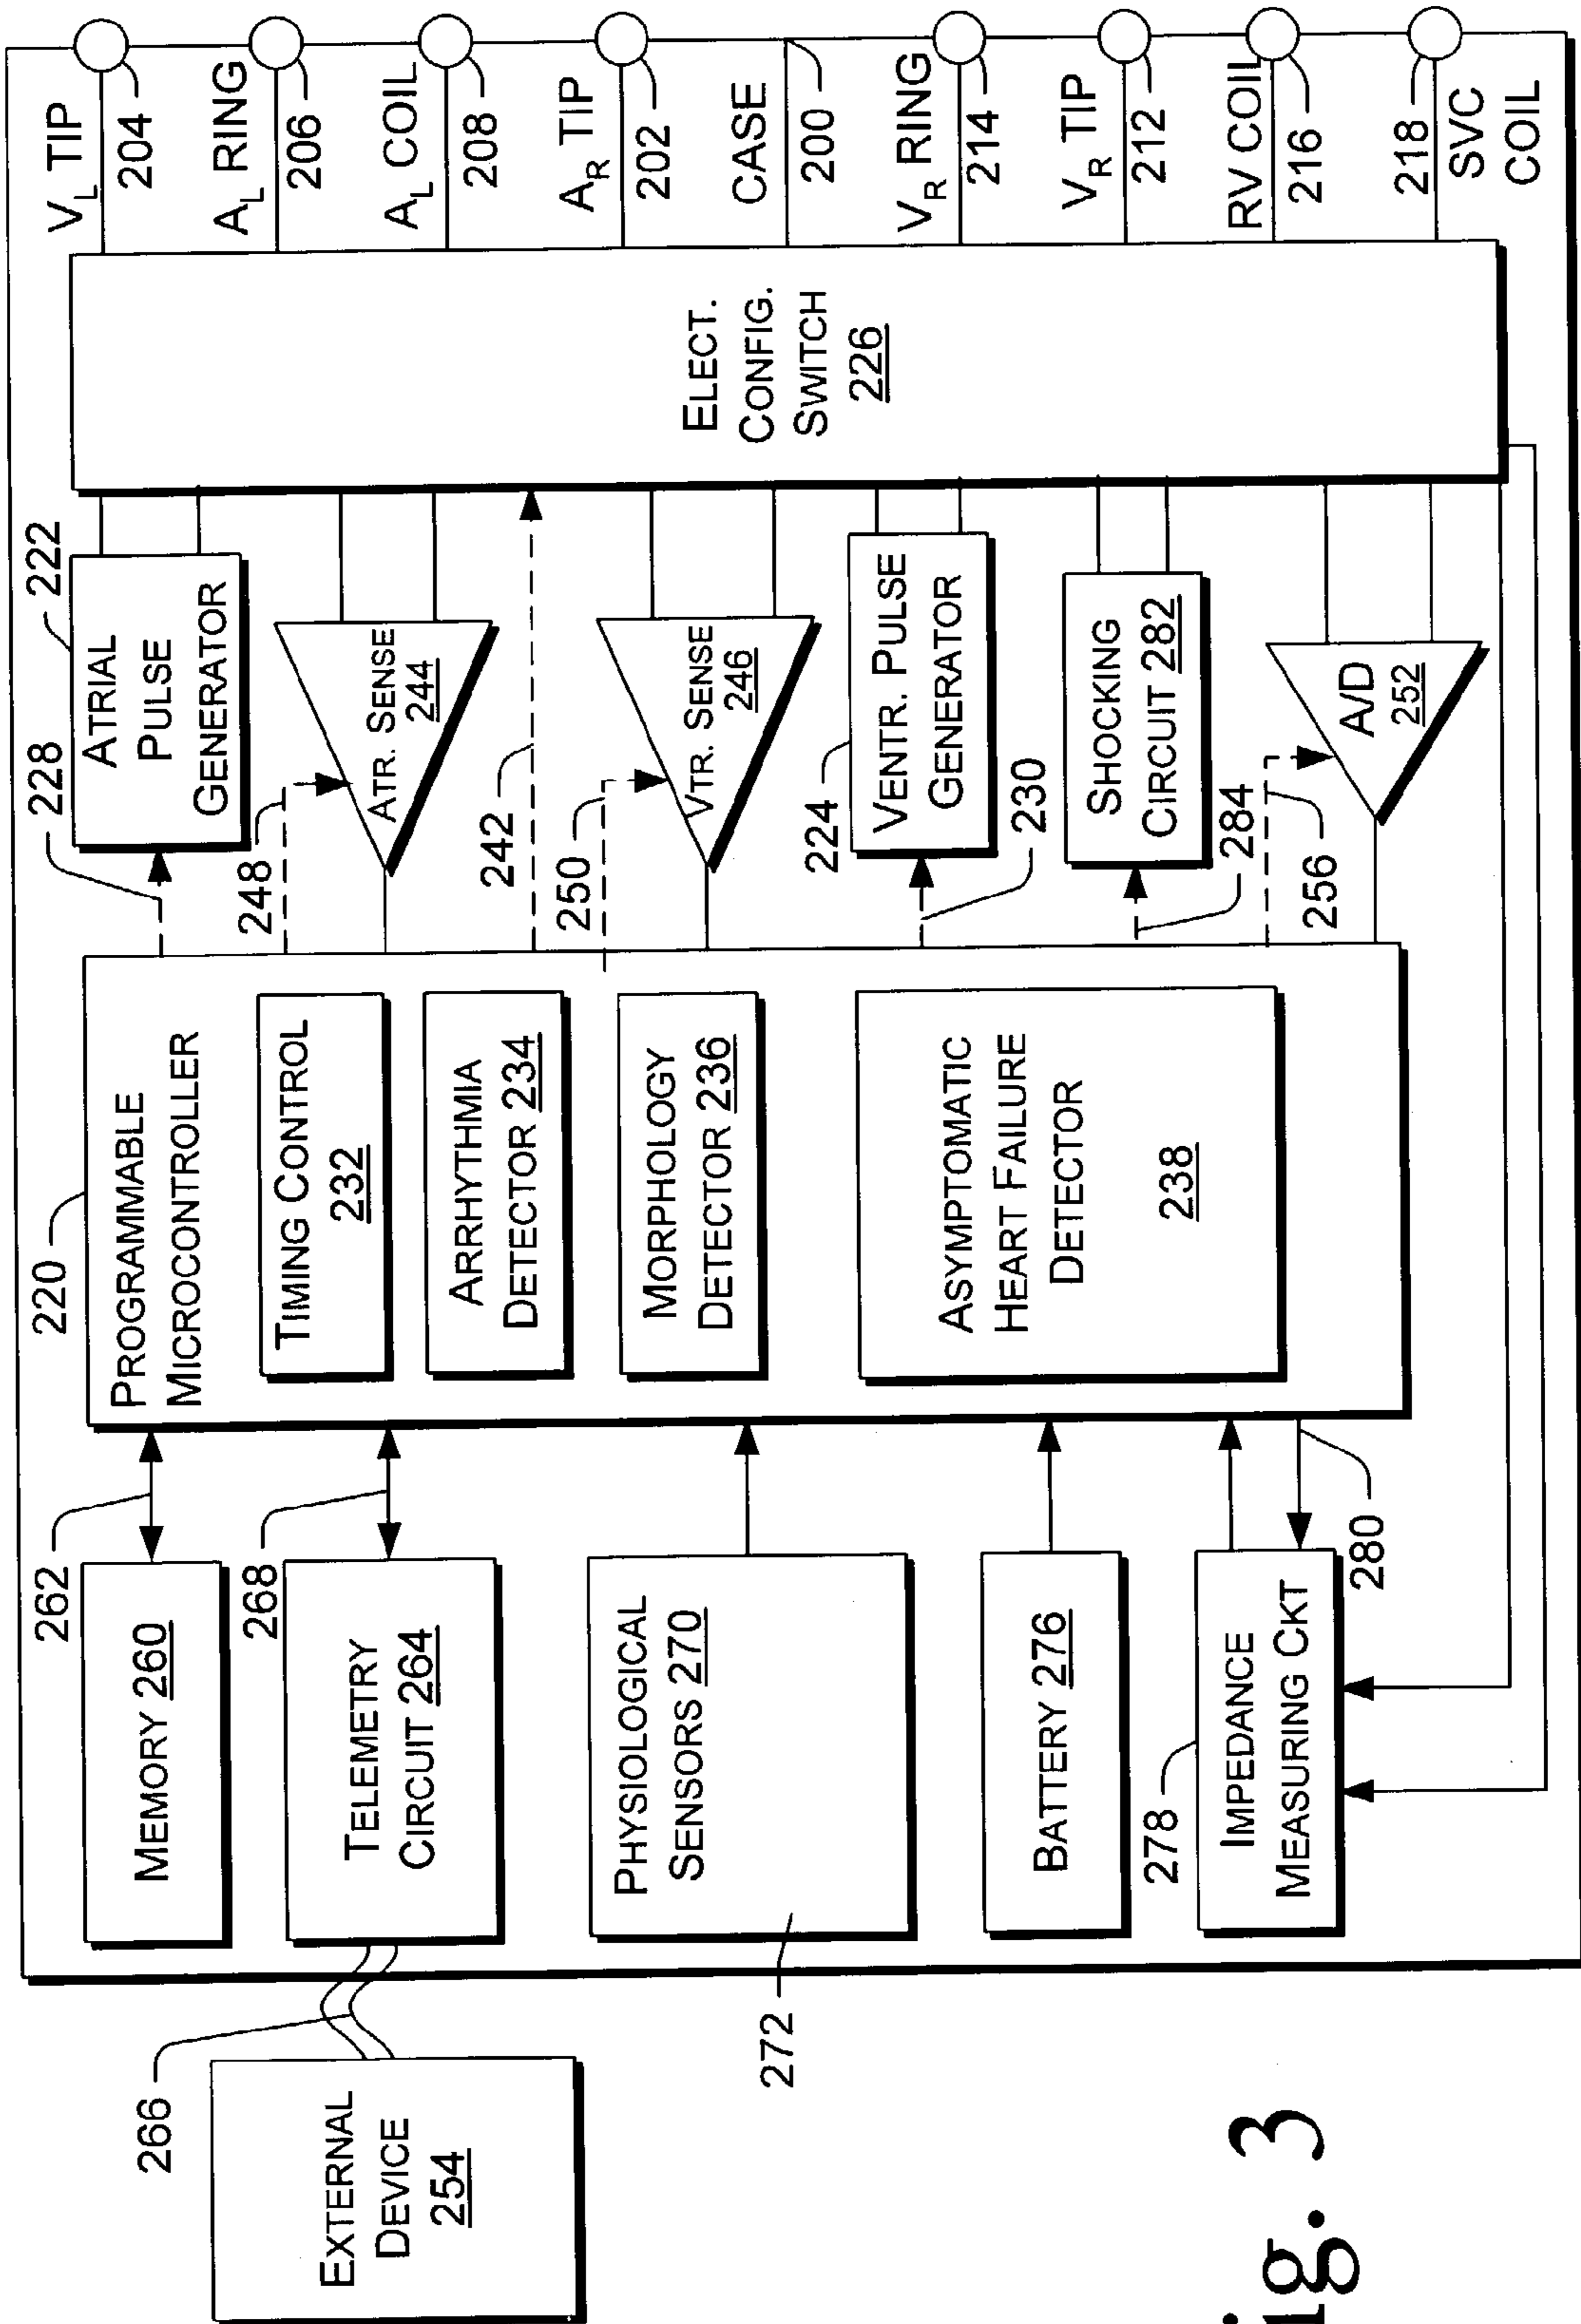 V_L TIP
204
A_L RING
206
A_L COIL
208
A_R TIP
202
CASE
200
V_R RING
214
V_R TIP
212
RV COIL
216
218
SVC
COIL
ELECT.
CONFIG.
SWITCH
226
222
ATRIAL
PULSE
GENERATOR
228
ATR. SENSE
244
248
242
VTR. SENSE
246
250
224
VENTR. PULSE
GENERATOR
230
SHOCKING
CIRCUIT 282
284
A/D
252
256
220
PROGRAMMABLE
MICROCONTROLLER
TIMING CONTROL
232
ARRHYTHMIA
DETECTOR 234
MORPHOLOGY
DETECTOR 236
ASYMPTOMATIC
HEART FAILURE
DETECTOR
238
262
MEMORY 260
268
TELEMETRY
CIRCUIT 264
PHYSIOLOGICAL
SENSORS 270
272
BATTERY 276
278
IMPEDANCE
MEASURING CKT
280
266
EXTERNAL
DEVICE
254
ig. 3